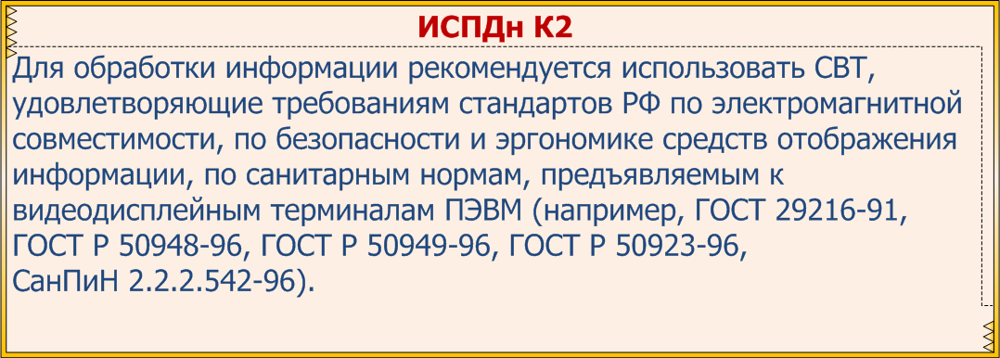 ИСПДн К2
Для обработки информации рекомендуется использовать СВТ,
удовлетворяющие требованиям стандартов РФ по электромагнитной
совместимости, по безопасности и эргономике средств отображения
информации, по санитарным нормам, предъявляемым к
видеодисплейным терминалам ПЭВМ (например, ГОСТ 29216-91,
ГОСТ Р 50948-96, ГОСТ Р 50949-96, ГОСТ Р 50923-96,
СанПиН 2.2.2.542-96).